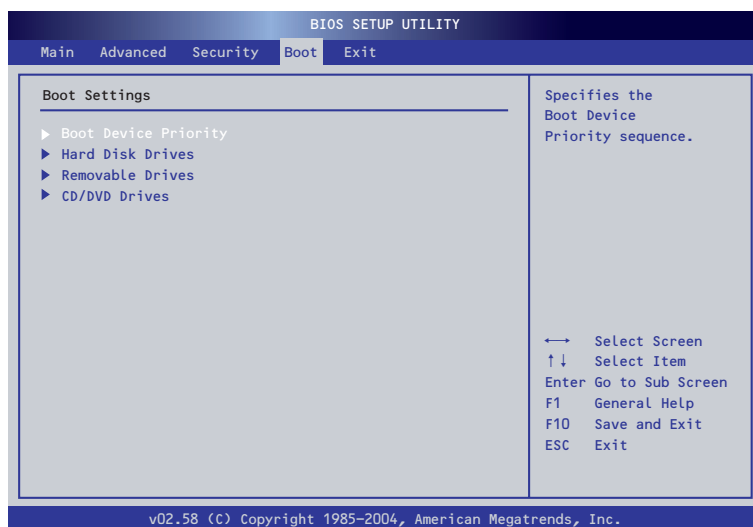 BIOS SETUP UTILITY
Main Advanced Security Boot Exit
Boot Settings
Boot Device Priority
Hard Disk Drives
Removable Drives
CD/DVD Drives
Specifies the
Boot Device
Priority sequence.
←→ Select Screen
↑↓ Select Item
Enter Go to Sub Screen
F1 General Help
F10 Save and Exit
ESC Exit
v02.58 (C) Copyright 1985-2004, American Megatrends, Inc.